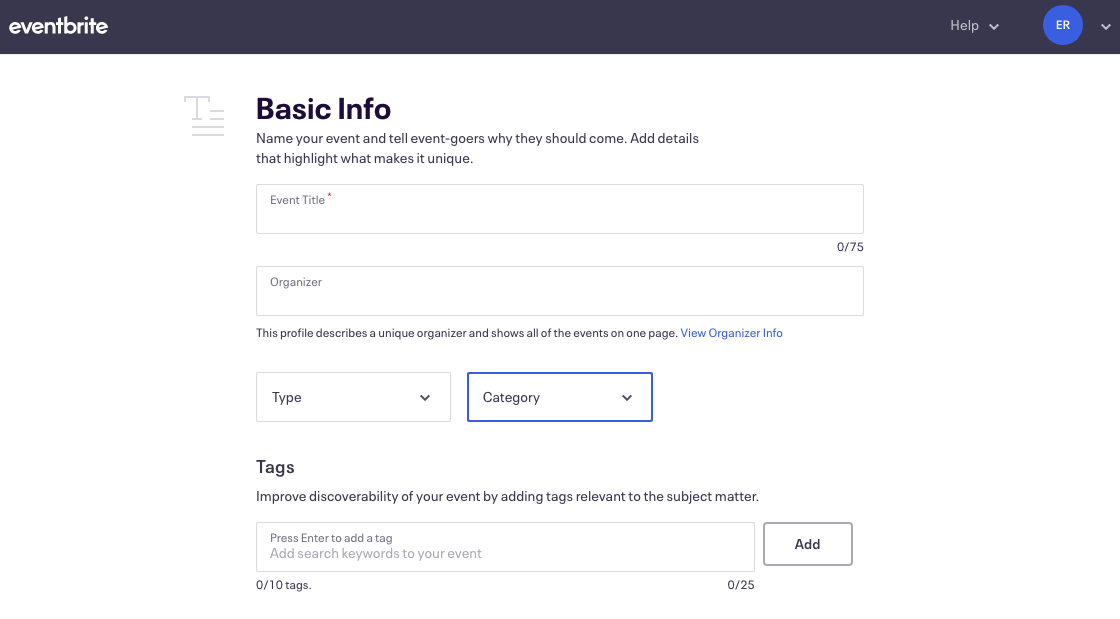 eventbrite
Help
ER
Basic Info
Name your event and tell event-goers why they should come. Add details
that highlight what makes it unique.
Event Title *
0/75
Organizer
This profile describes a unique organizer and shows all of the events on one page. View Organizer Info
Type
Category
Tags
Improve discoverability of your event by adding tags relevant to the subject matter.
Press Enter to add a tag
Add search keywords to your event
Add
0/10 tags.
0/25